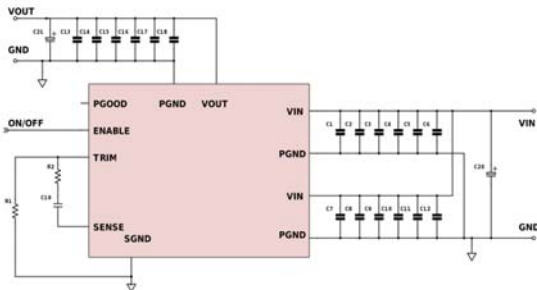 VOUT
C21 C13 C14 C15 C16 C17 C18
GND
PGOOD PGND VOUT
ON/OFF
ENABLE
TRIM
R2
C19
R1
SENSE
SGND
VIN
C1 C2 C3 C4 C5 C6
VIN
PGND
C20
VIN
C7 C8 C9 C10 C11 C12
PGND
GND